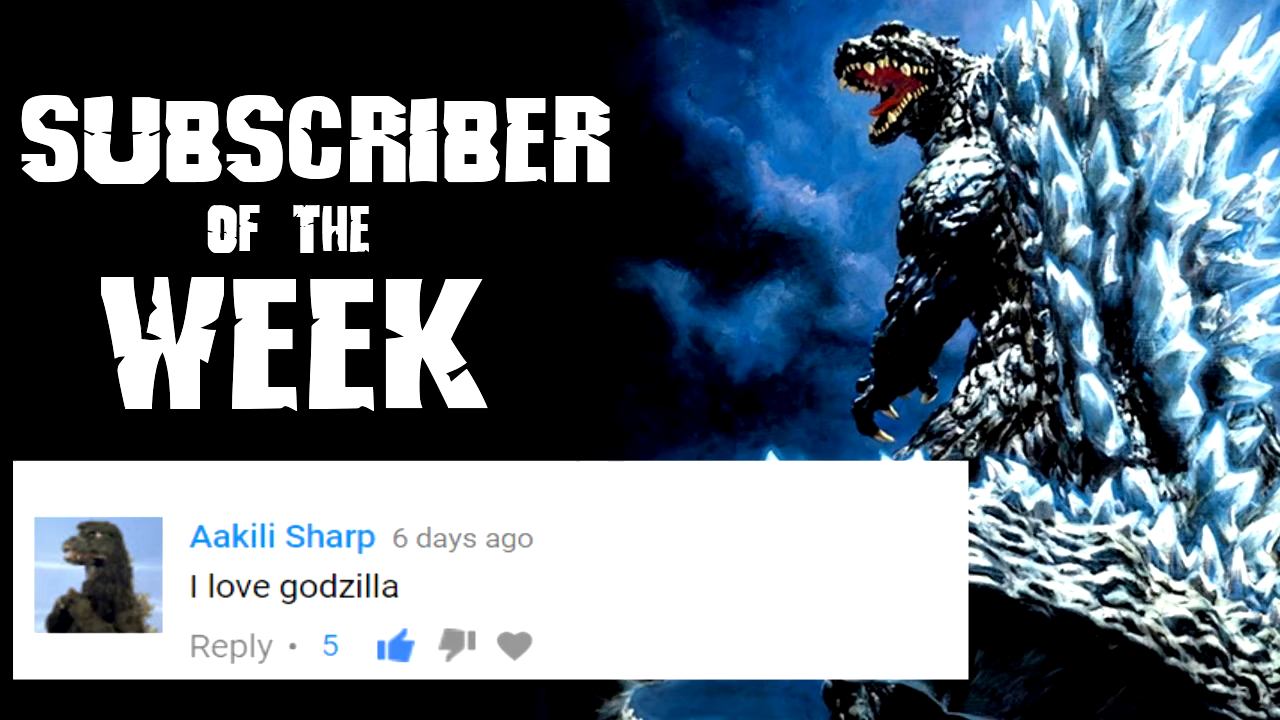 SUBSCRIBER
OF THE
WEEK
Aakili Sharp 6 days ago
I love godzilla
Reply • 5